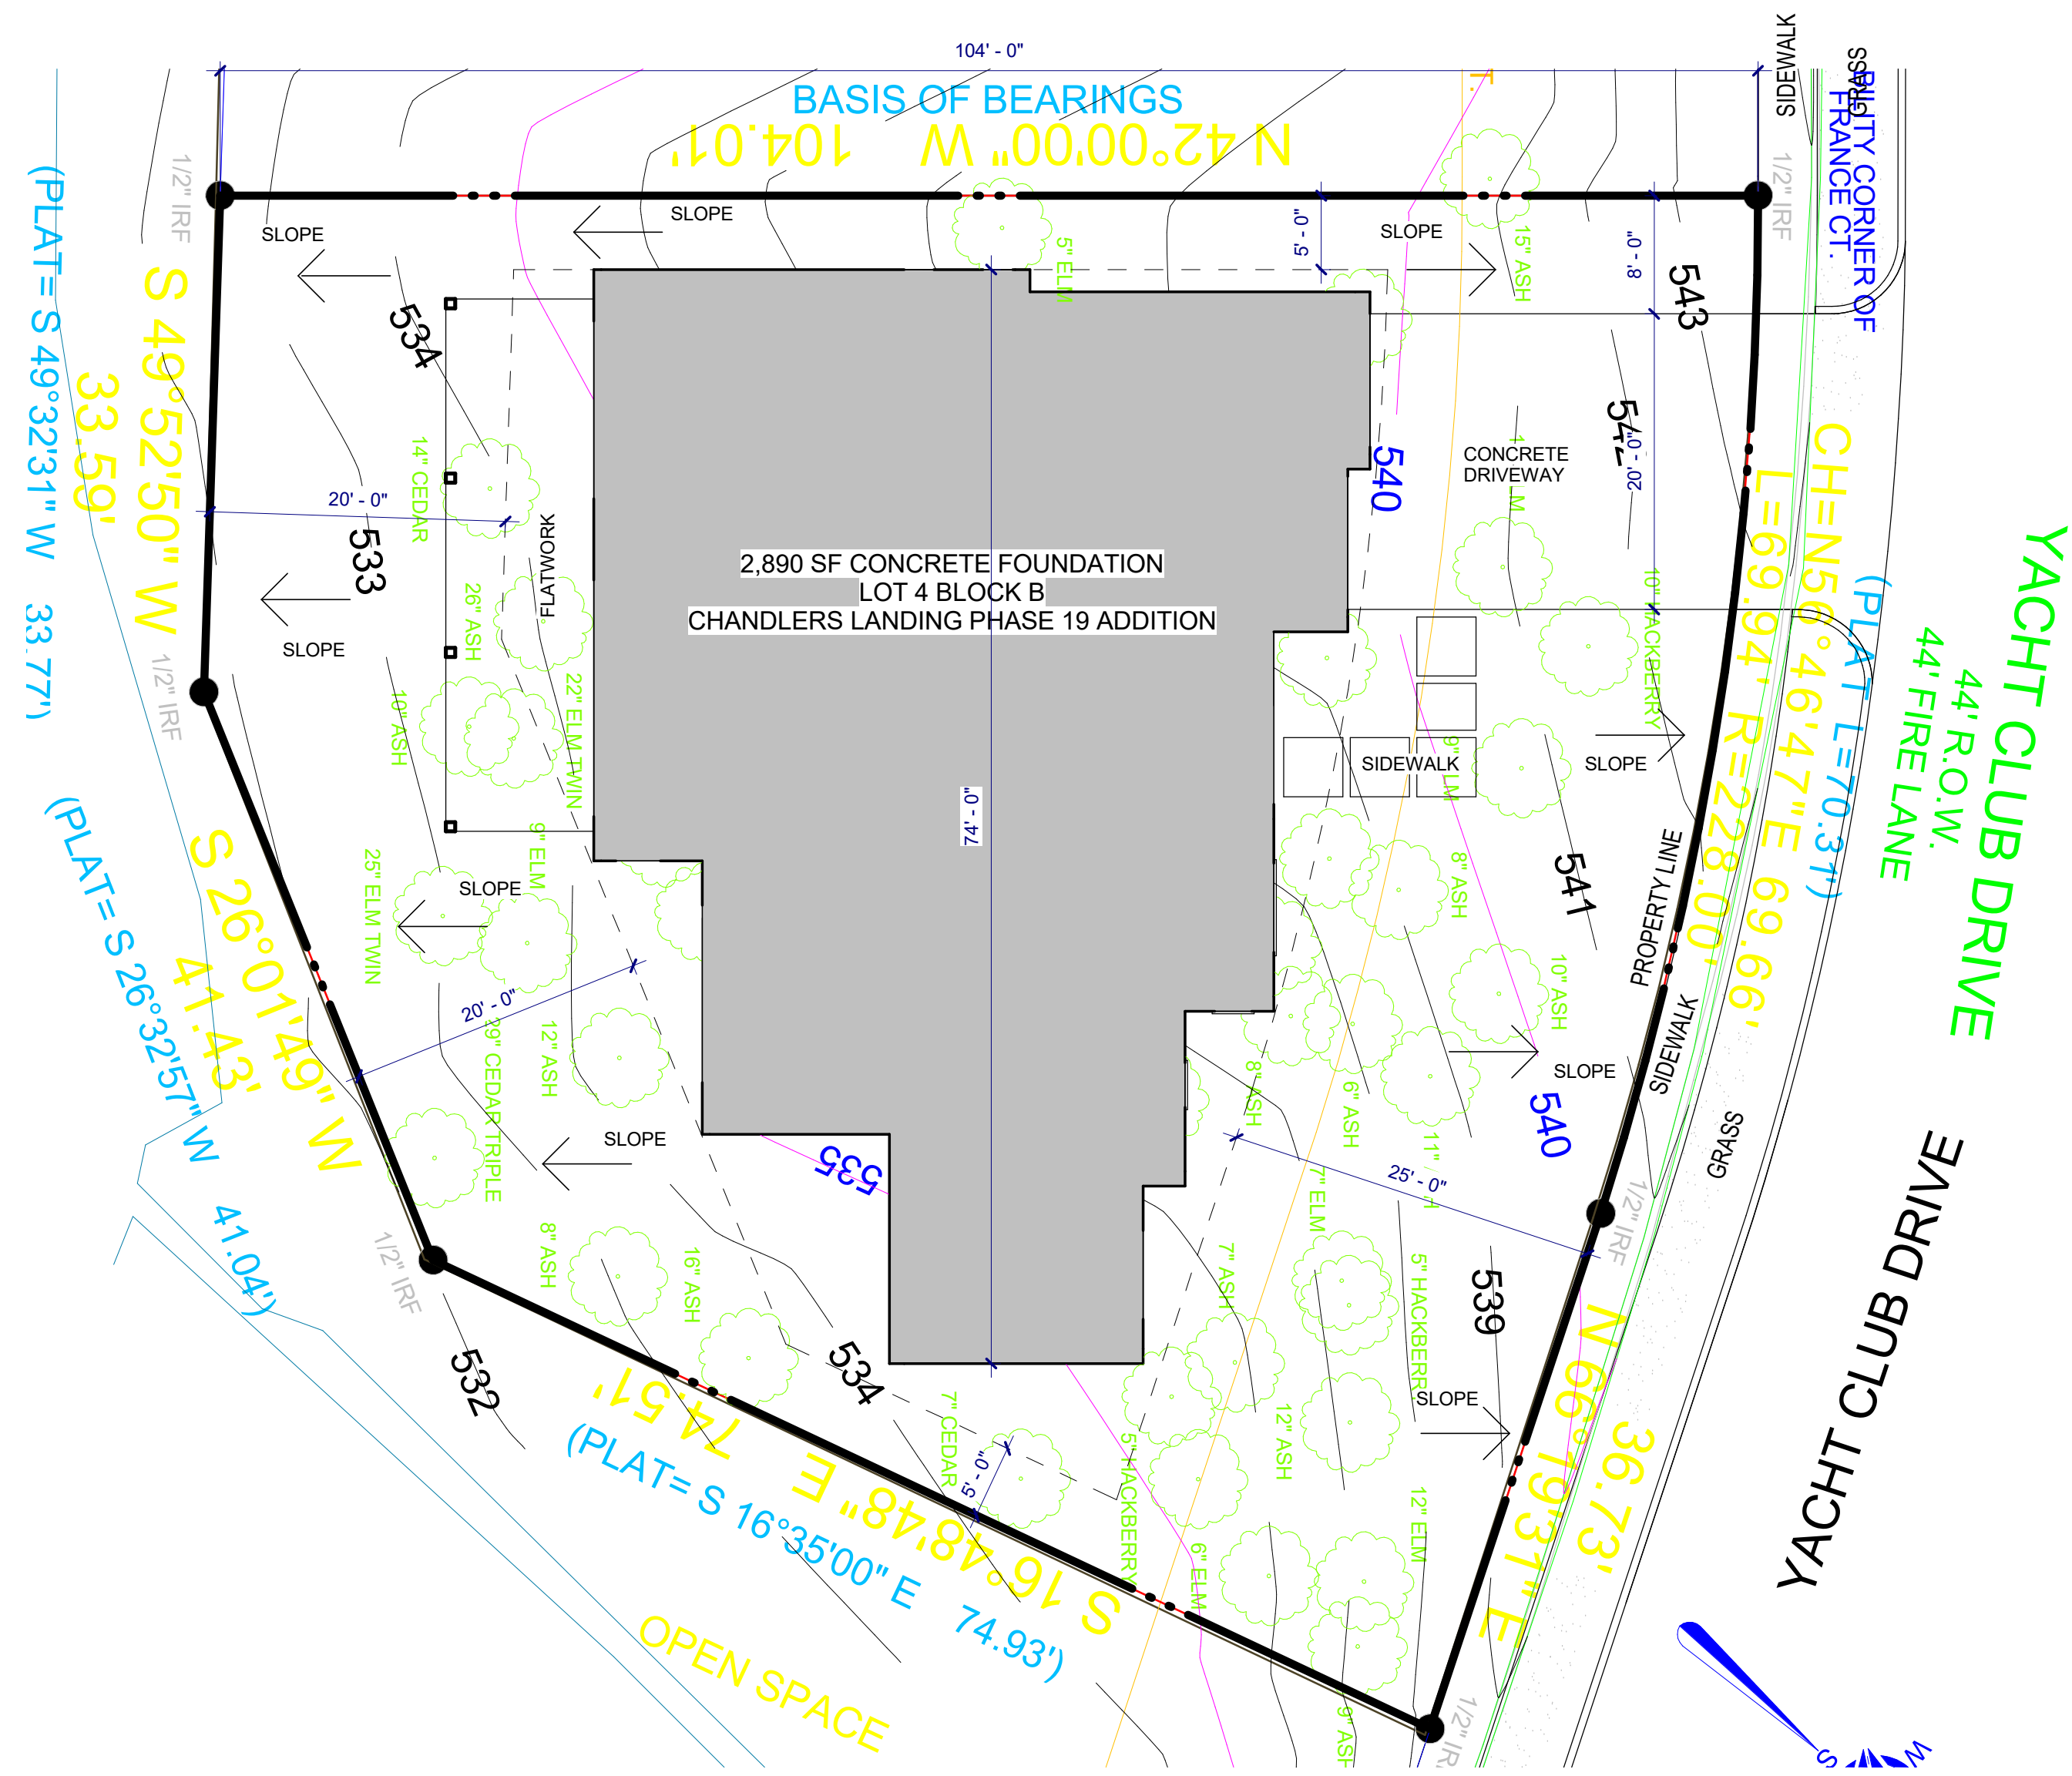 104' - 0"
BASIS OF BEARINGS
N 42°00'00" W 104.01'
T.
SIDEWALK
GRASS
BILITY CORNER OF
FRANCE CT.
1/2" IRF
1/2" IRF
SLOPE
SLOPE
SLOPE
5' - 0"
8' - 0"
5" ELM
15" ASH
543
534
(PLAT= S 49°32'31" W 33.77')
S 49°52'50" W
33.59'
14" CEDAR
20' - 0"
533
FLATWORK
26" ASH
SLOPE
540
CONCRETE
DRIVEWAY
20' - 0"
2,890 SF CONCRETE FOUNDATION
LOT 4 BLOCK B
CHANDLERS LANDING PHASE 19 ADDITION
10" HACKBERRY
CH=N56°46'47"E 69.66'
L=69.94' R=228.00'
(PLAT L=70.31')
YACHT CLUB DRIVE
44' R.O.W.
44' FIRE LANE
1/2" IRF
10" ASH
22" ELM TWIN
74' - 0"
SIDEWALK
SLOPE
9" ELM
25" ELM TWIN
SLOPE
8" ASH
541
PROPERTY LINE
SIDEWALK
GRASS
(PLAT= S 26°32'57" W 41.04')
S 26°01'49" W
41.43'
20' - 0"
29" CEDAR TRIPLE
12" ASH
10" ASH
SLOPE
8" ASH
6" ASH
11"
540
SLOPE
535
25' - 0"
7" ELM
1/2" IRF
1/2" IRF
8" ASH
16" ASH
7" ASH
5" HACKBERRY
539
YACHT CLUB DRIVE
532
534
SLOPE
N 66°19'31" E
36.73'
S 16°48'48" E 74.51'
(PLAT= S 16°35'00" E 74.93')
7" CEDAR
5' - 0"
5" HACKBERRY
12" ASH
12" ELM
6" ELM
OPEN SPACE
9" ASH
S
W